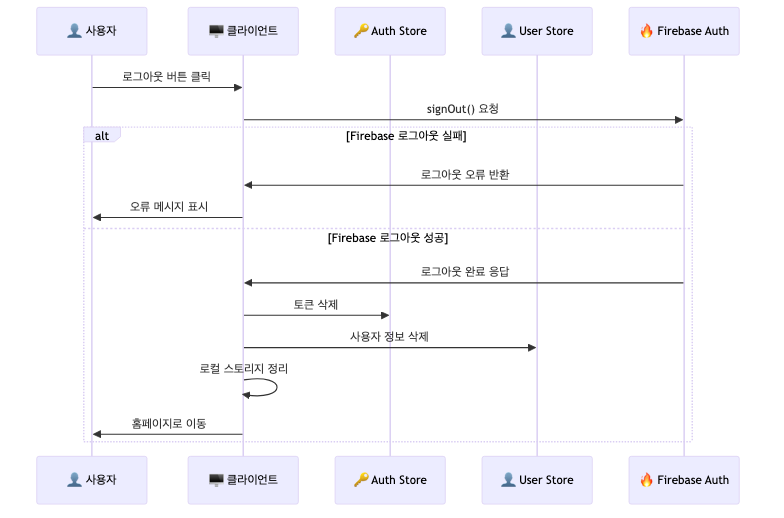 👤 사용자
🖥️ 클라이언트
🔑 Auth Store
👤 User Store
🔥 Firebase Auth
로그아웃 버튼 클릭
signOut() 요청
alt
[Firebase 로그아웃 실패]
로그아웃 오류 반환
오류 메시지 표시
[Firebase 로그아웃 성공]
로그아웃 완료 응답
토큰 삭제
사용자 정보 삭제
로컬 스토리지 정리
홈페이지로 이동
👤 사용자
🖥️ 클라이언트
🔑 Auth Store
👤 User Store
🔥 Firebase Auth